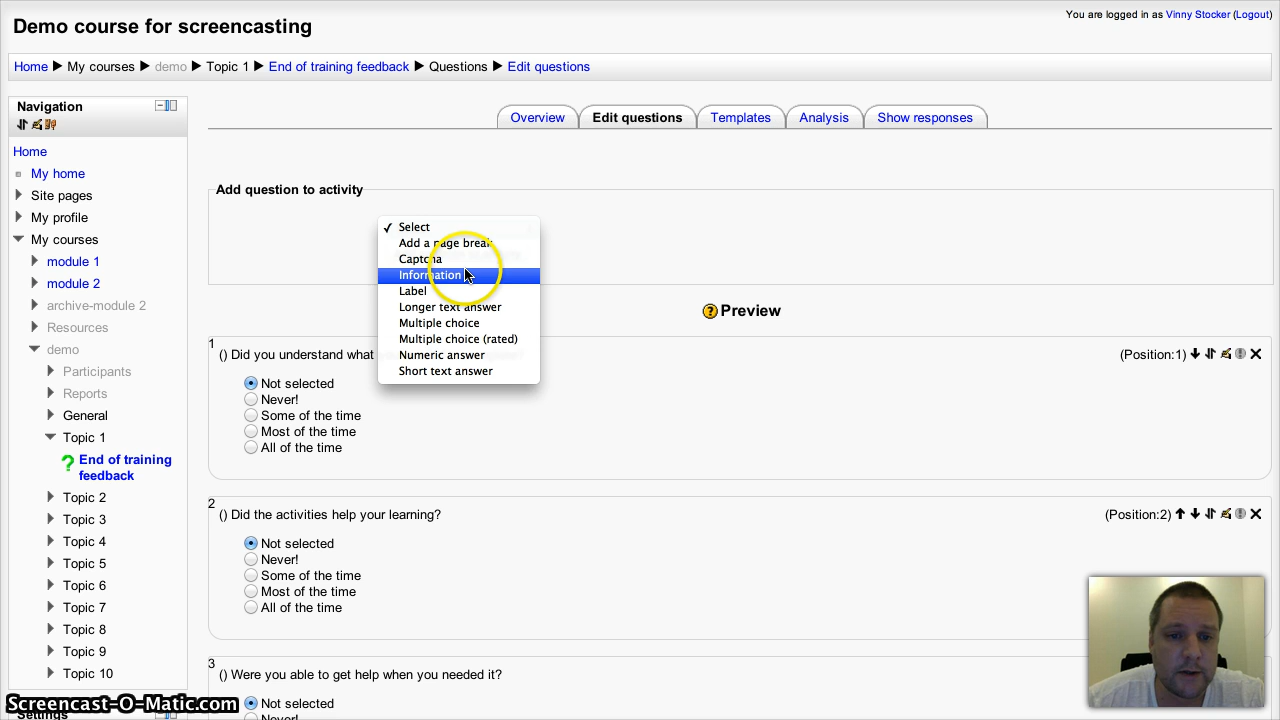 Demo course for screencasting
You are logged in as Vinny Stocker (Logout)
Home ► My courses ► demo ► Topic 1 ► End of training feedback ► Questions ► Edit questions
Navigation
Home
My home
Site pages
My profile
My courses
module 1
module 2
archive-module 2
Resources
demo
Participants
Reports
General
Topic 1
End of training
feedback
Topic 2
Topic 3
Topic 4
Topic 5
Topic 6
Topic 7
Topic 8
Topic 9
Topic 10
Settings
Overview
Edit questions
Templates
Analysis
Show responses
Add question to activity
✓ Select
Add a page break
Captcha
Information
Label
Longer text answer
Multiple choice
Multiple choice (rated)
Numeric answer
Short text answer
? Preview
1
() Did you understand what
(Position:1)
Not selected
Never!
Some of the time
Most of the time
All of the time
2
() Did the activities help your learning?
(Position:2)
Not selected
Never!
Some of the time
Most of the time
All of the time
3
() Were you able to get help when you needed it?
Not selected
Never!
Screencast-O-Matic.com